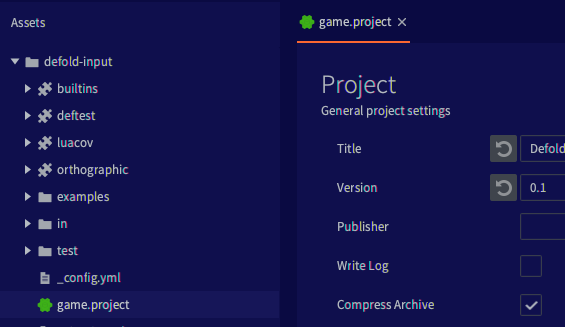 Assets
defold-input
builtins
deftest
luacov
orthographic
examples
in
test
_config.yml
game.project
game.project
Project
General project settings
Title
Defold
Version
0.1
Publisher
Write Log
Compress Archive